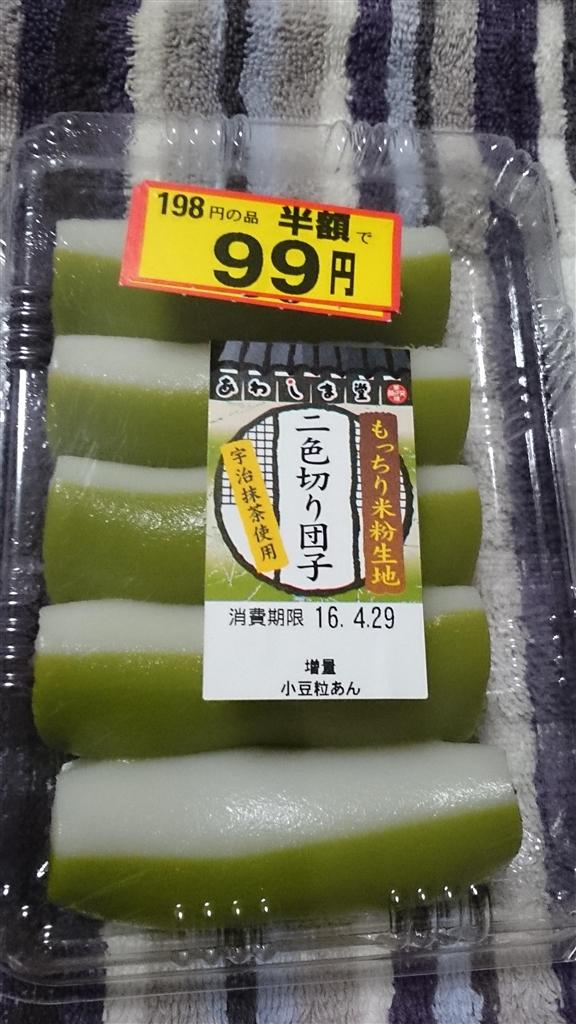 198円の品 半額で
99円
あわしま堂
もっちり米粉生地
二色切り団子
宇治抹茶使用
消費期限 16. 4.29
増量
小豆粒あん